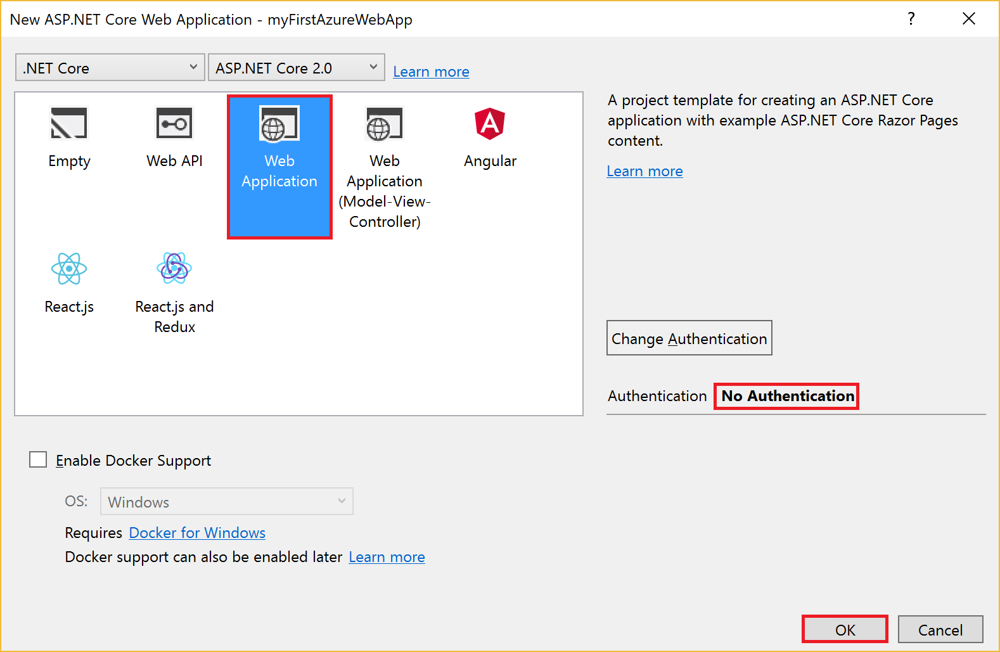 New ASP.NET Core Web Application - myFirstAzureWebApp
?
.NET Core
ASP.NET Core 2.0
Learn more
Empty
Web API
Web
Application
Web
Application
(Model-View-
Controller)
Angular
React.js
React.js and
Redux
A project template for creating an ASP.NET Core
application with example ASP.NET Core Razor Pages
content.
Learn more
Change Authentication
Authentication No Authentication
Enable Docker Support
OS: Windows
Requires Docker for Windows
Docker support can also be enabled later Learn more
OK
Cancel